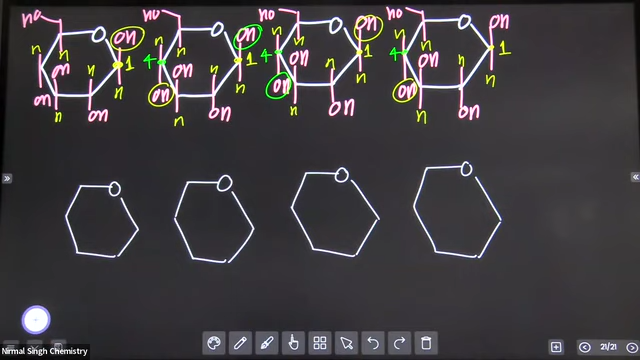 HO O OH HO O OH HO O OH HO O OH
H H H H H H H H
OH 1 4 OH 1 4 OH 1 4 OH 1
OH H OH H OH H OH H
H OH H OH H OH H OH
O O O O
Nirmal Singh Chemistry
21/21